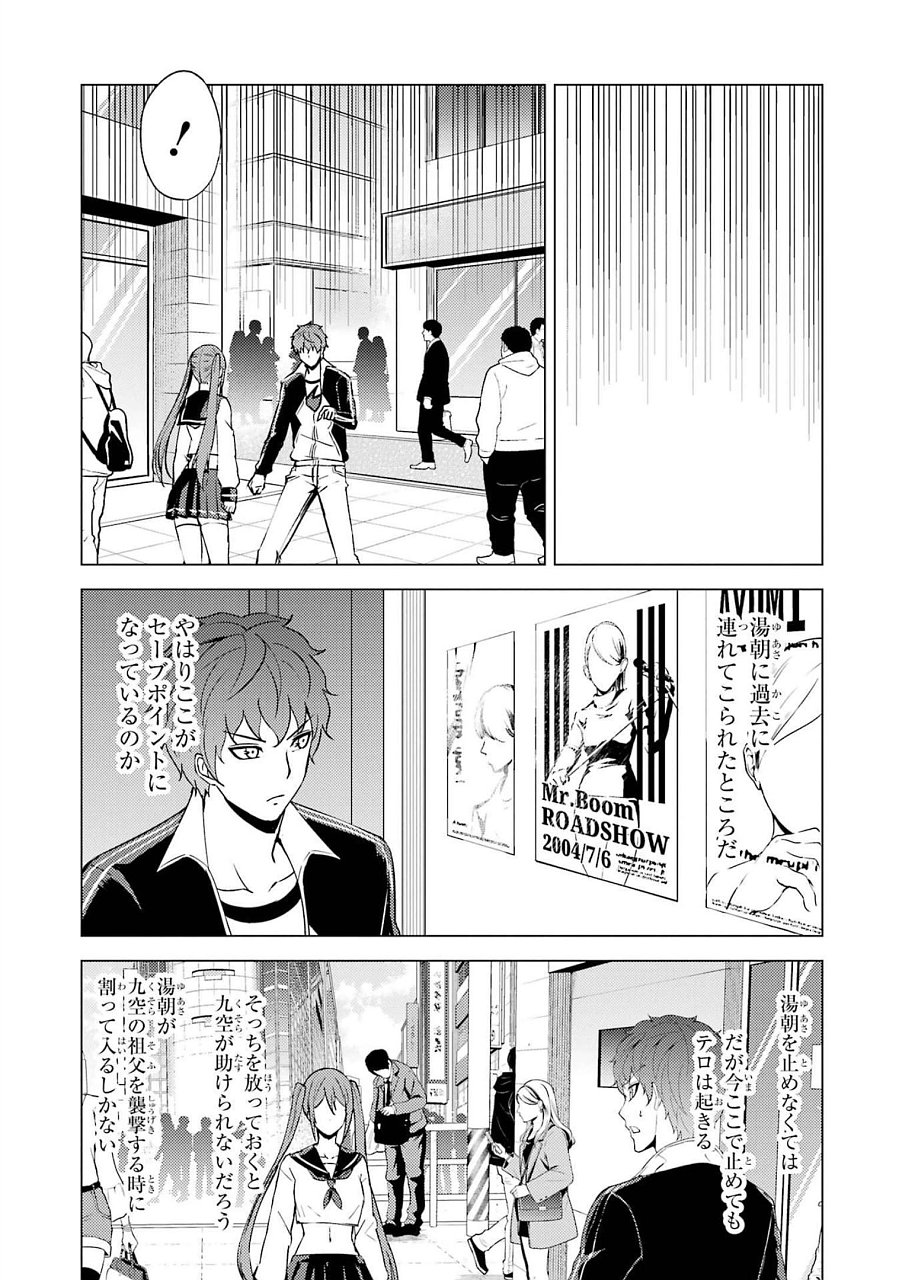 ！
湯朝に過去に
連れてこられたところだ
Mr.Boom
ROADSHOW
2004/7/6
やはりここが
セーブポイントに
なっているのか
湯朝を止めなくては
だが今ここで止めても
テロは起きる
そっちを放っておくと
九空が助けられないだろう
湯朝が
九空の祖父を襲撃する時に
割って入るしかない